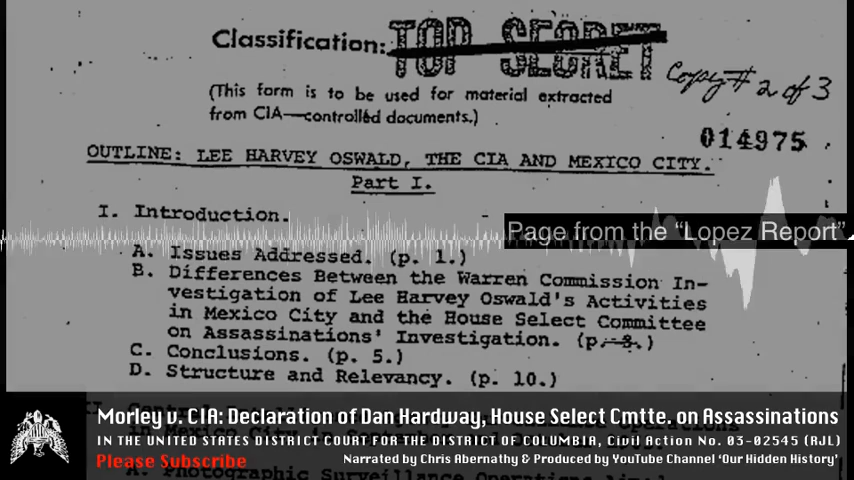 Classification: TOP SECRET
Copy # 2 of 3
(This form is to be used for material extracted
from CIA—controlled documents.)
014975
OUTLINE: LEE HARVEY OSWALD, THE CIA AND MEXICO CITY.
Part I.
I. Introduction.
Page from the “Lopez Report”
A. Issues Addressed. (p. 1.)
B. Differences Between the Warren Commission In-
vestigation of Lee Harvey Oswald's Activities
in Mexico City and the House Select Committee
on Assassinations' Investigation. (p. 3.)
C. Conclusions. (p. 5.)
D. Structure and Relevancy. (p. 10.)
Morley v. CIA: Declaration of Dan Hardway, House Select Cmtte. on Assassinations
IN THE UNITED STATES DISTRICT COURT FOR THE DISTRICT OF COLUMBIA, Civil Action No. 03-02545 (RJL)
Please Subscribe
Narrated by Chris Abernathy & Produced by YouTube Channel ‘Our Hidden History’
A. Photographic Surveillance Operations